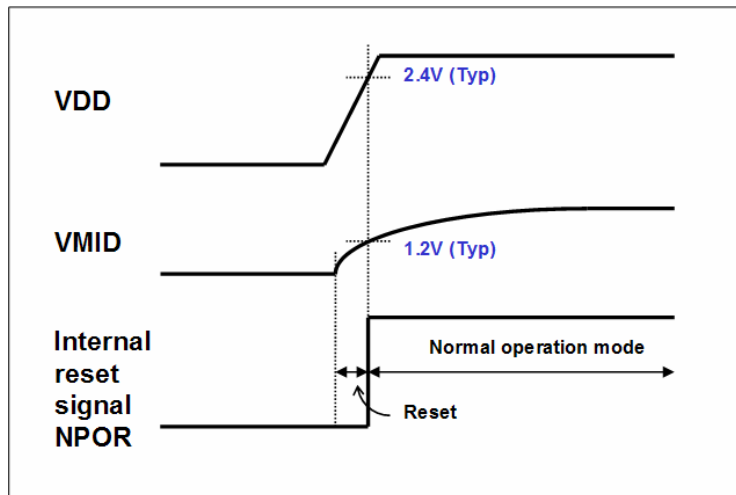 2.4V (Typ)
VDD
VMID
1.2V (Typ)
Internal
reset
signal
NPOR
Normal operation mode
Reset